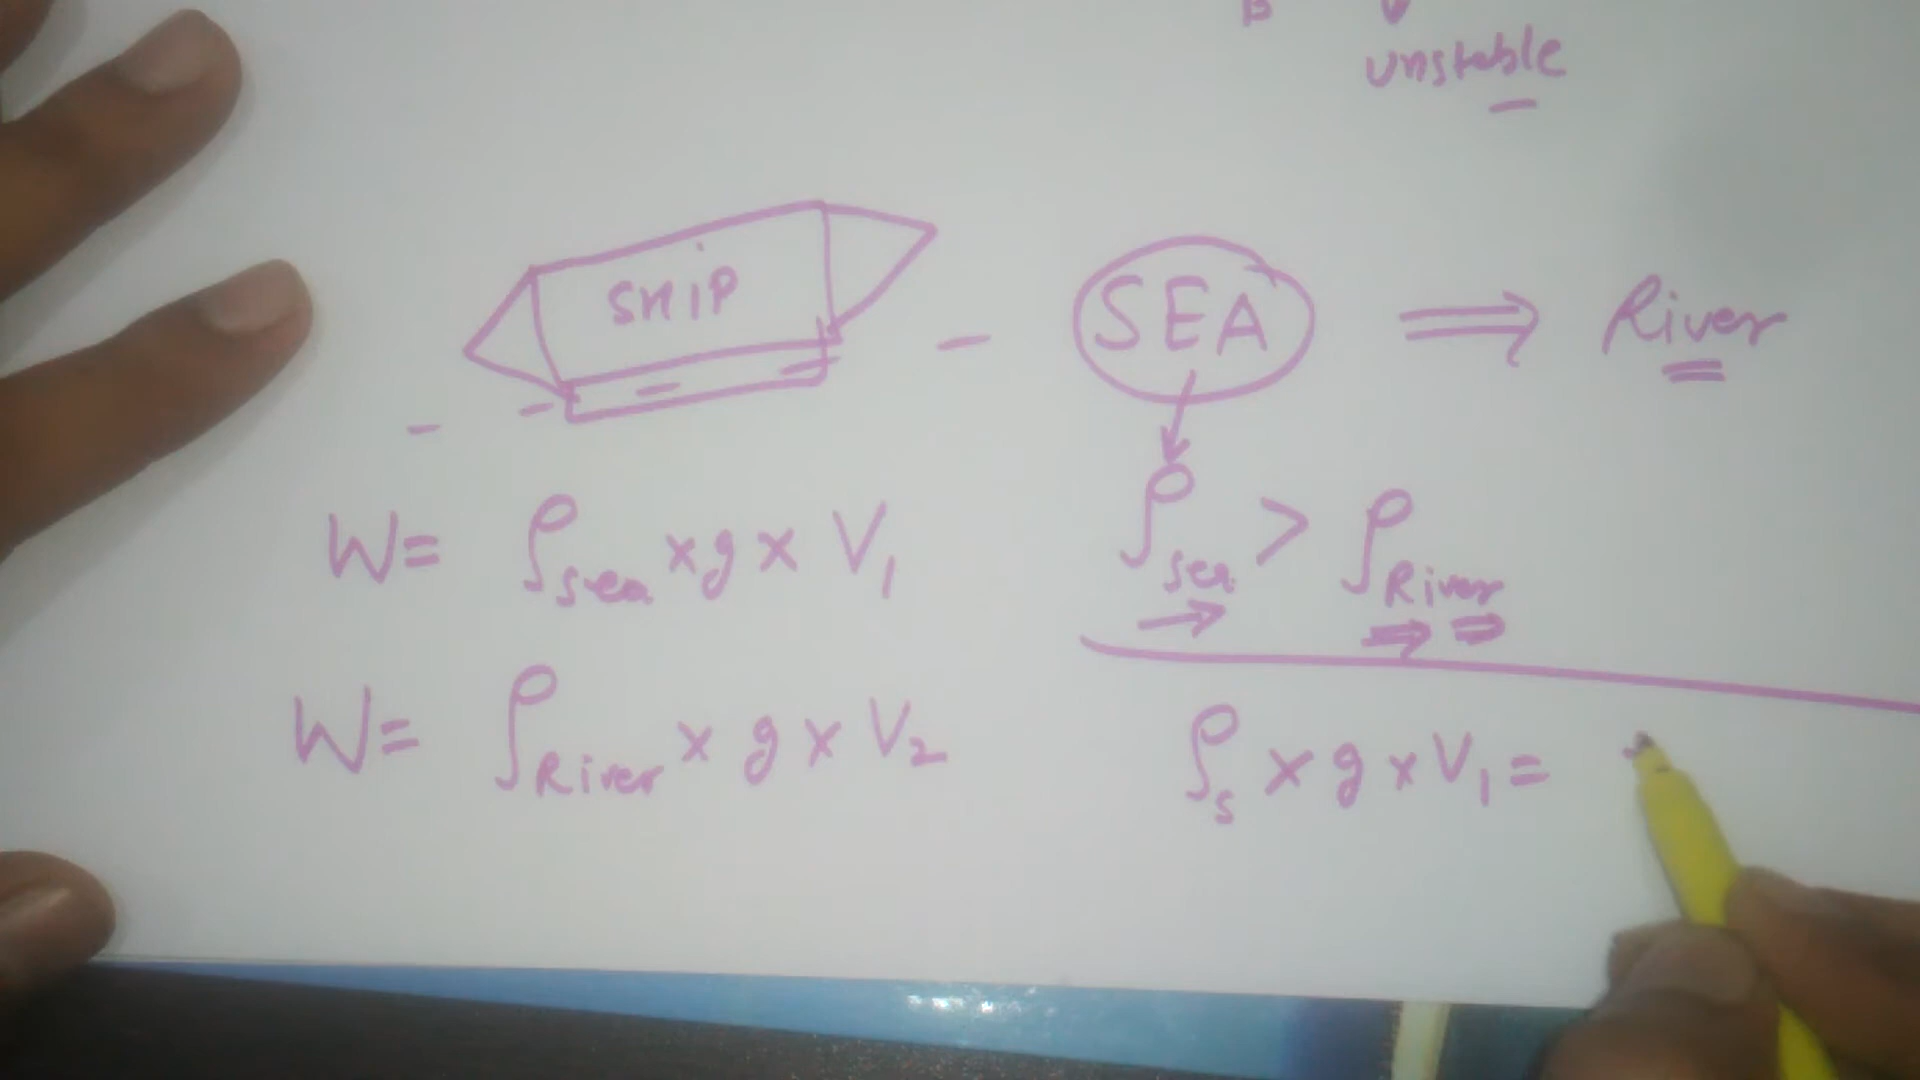 unstable
SHIP
SEA ⇒ River
ρsea > ρRiver
W = ρsea x g x V₁
W = ρRiver x g x V₂
ρs x g x V₁ =